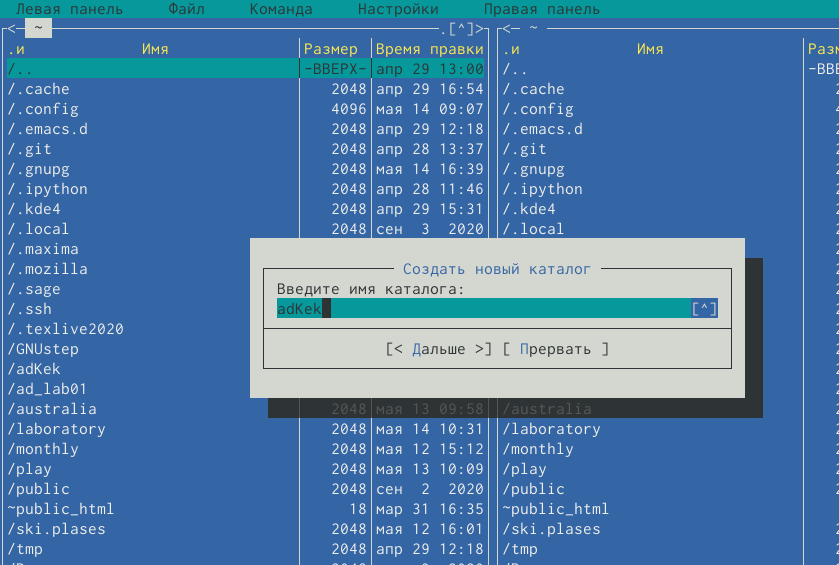 Левая панель Файл Команда Настройки Правая панель
<─ ~ ─.[^]> <─ ~ ─
.и Имя Размер Время правки .и Имя Разм
/.. -ВВЕРХ- апр 29 13:00 /.. -ВВЕ
/.cache 2048 апр 29 16:54 /.cache
/.config 4096 мая 14 09:07 /.config
/.emacs.d 2048 апр 29 12:18 /.emacs.d
/.git 2048 апр 28 13:37 /.git
/.gnupg 2048 мая 14 16:39 /.gnupg
/.ipython 2048 апр 28 11:46 /.ipython
/.kde4 2048 апр 29 15:31 /.kde4
/.local 2048 сен 3 2020 /.local
/.maxima
/.mozilla Создать новый каталог
/.sage Введите имя каталога:
/.ssh adKek [^]
/.texlive2020
/GNUstep [< Дальше >] [ Прервать ]
/adKek
/ad_lab01
/australia 2048 мая 13 09:58 /australia
/laboratory 2048 мая 14 10:31 /laboratory
/monthly 2048 мая 12 15:12 /monthly
/play 2048 мая 13 10:09 /play
/public 2048 сен 2 2020 /public
~public_html 18 мар 31 16:35 ~public_html
/ski.plases 2048 мая 12 16:01 /ski.plases
/tmp 2048 апр 29 12:18 /tmp